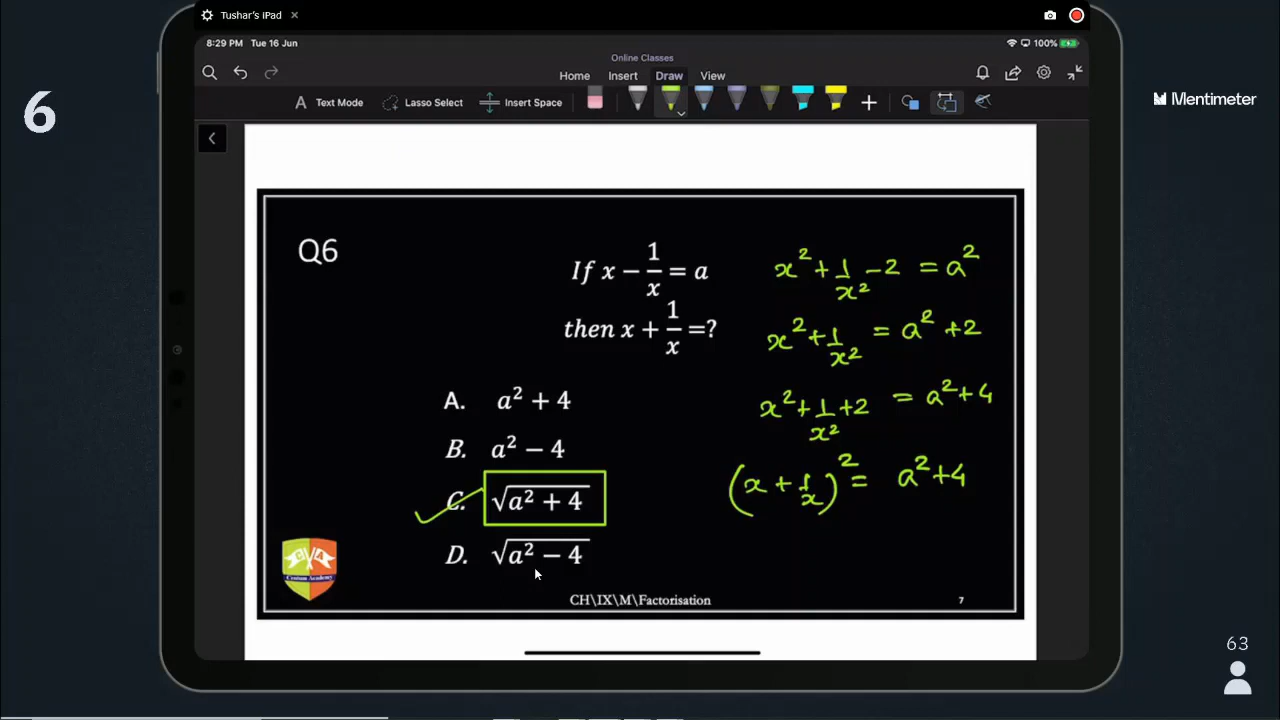 Tushar's iPad ×
8:29 PM Tue 16 Jun
100%
Online Classes
Home Insert Draw View
Text Mode Lasso Select Insert Space
6
Mentimeter
Q6
If x − 1/x = a
then x + 1/x =?
A. a² + 4
B. a² − 4
C. √(a² + 4)
D. √(a² − 4)
x² + 1/x² − 2 = a²
x² + 1/x² = a² + 2
x² + 1/x² + 2 = a² + 4
(x + 1/x)² = a² + 4
C A
Centum Academy
CH\IX\M\Factorisation
7
63